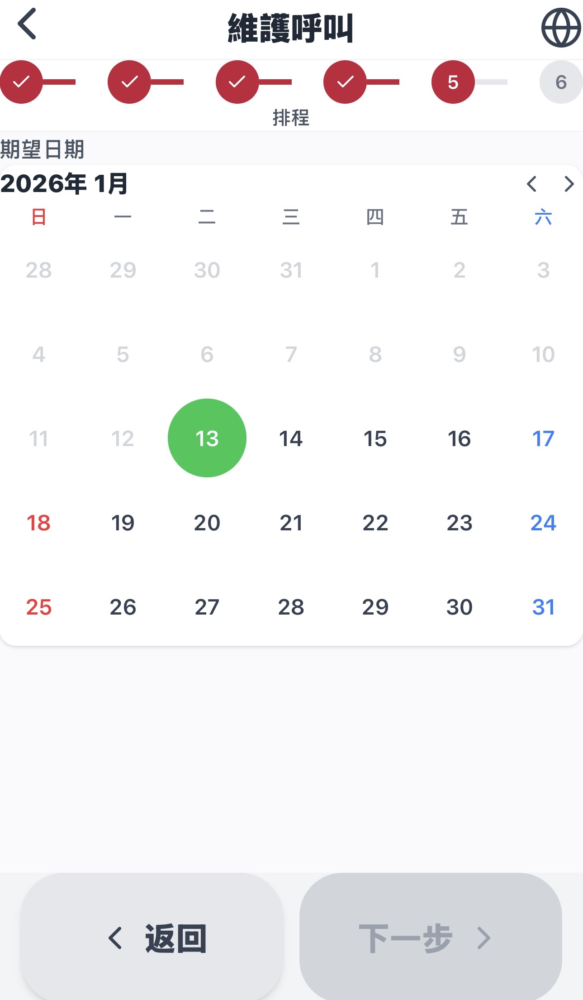 維護呼叫
5
6
排程
期望日期
2026年 1月
日 一 二 三 四 五 六
28 29 30 31 1 2 3
4 5 6 7 8 9 10
11 12 13 14 15 16 17
18 19 20 21 22 23 24
25 26 27 28 29 30 31
返回
下一步